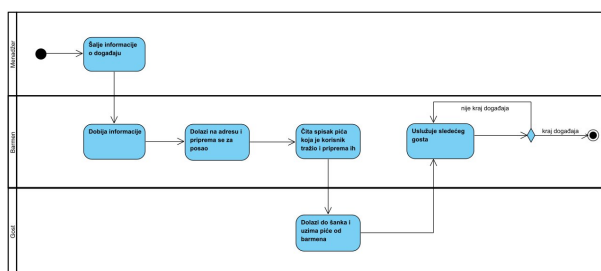 Menadžer
Šalje informacije
o događaju
Barmen
Dobija informacije
Dolazi na adresu i
priprema se za
posao
Čita spisak pića
koja je korisnik
tražio i priprema ih
Uslužuje sledećeg
gosta
nije kraj događaja
kraj događaja
Gost
Dolazi do šanka i
uzima piće od
barmena